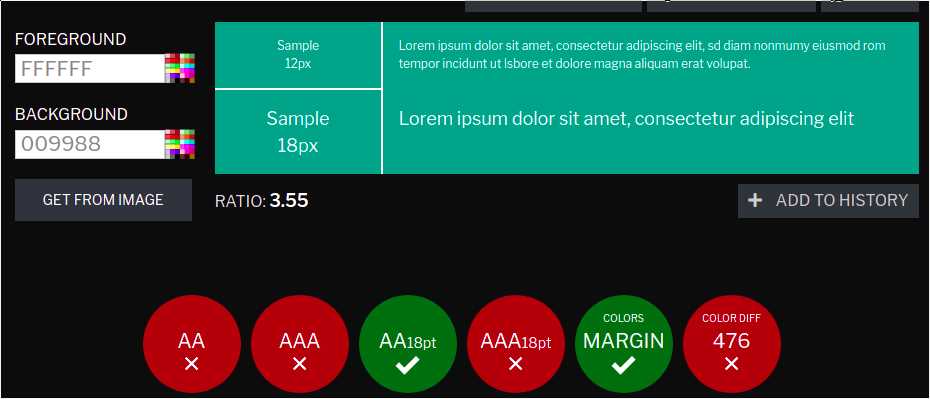 FOREGROUND
FFFFFF
BACKGROUND
009988
GET FROM IMAGE
Sample
12px
Lorem ipsum dolor sit amet, consectetur adipiscing elit, sd diam nonmumy eiusmod rom
tempor incidunt ut lsbore et dolore magna aliquam erat volupat.
Sample
18px
Lorem ipsum dolor sit amet, consectetur adipiscing elit
RATIO: 3.55
+ ADD TO HISTORY
AA
AAA
AA18pt
AAA18pt
COLORS
MARGIN
COLOR DIFF
476